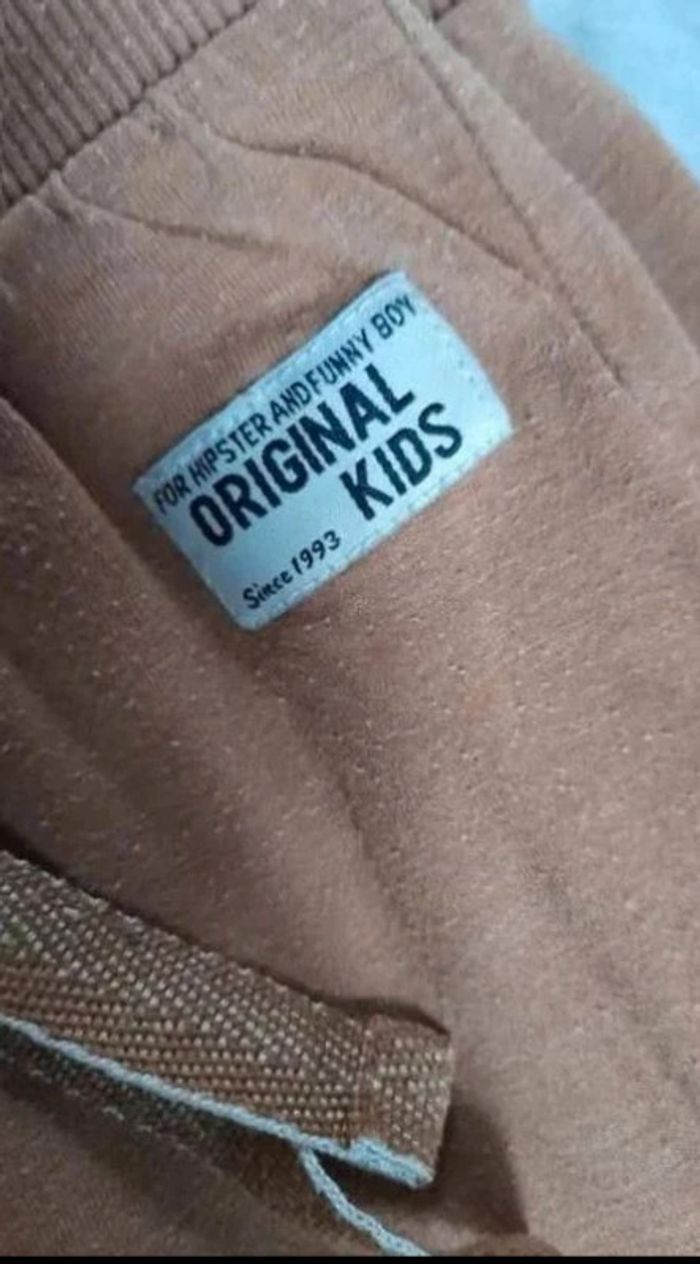 FOR HIPSTER AND FUNNY BOY
ORIGINAL
KIDS
Since 1993